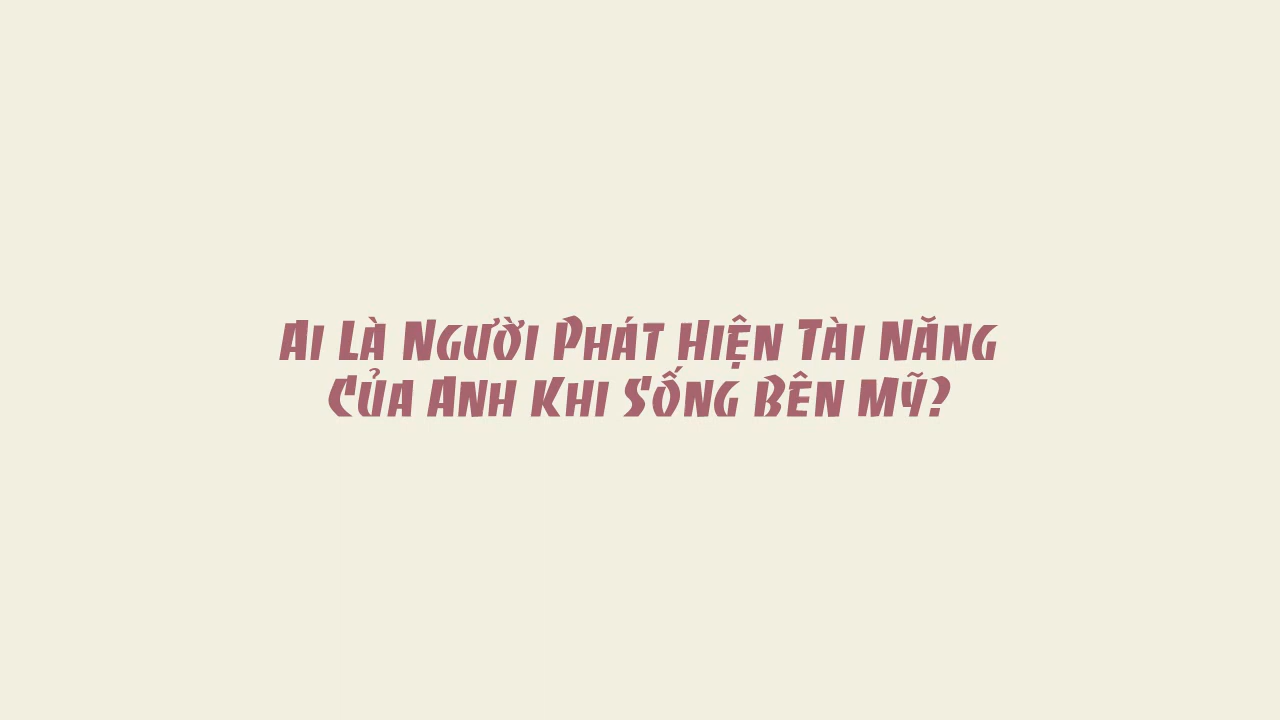 Ai Là Người Phát Hiện Tài Năng
Của Anh Khi Sống Bên Mỹ?